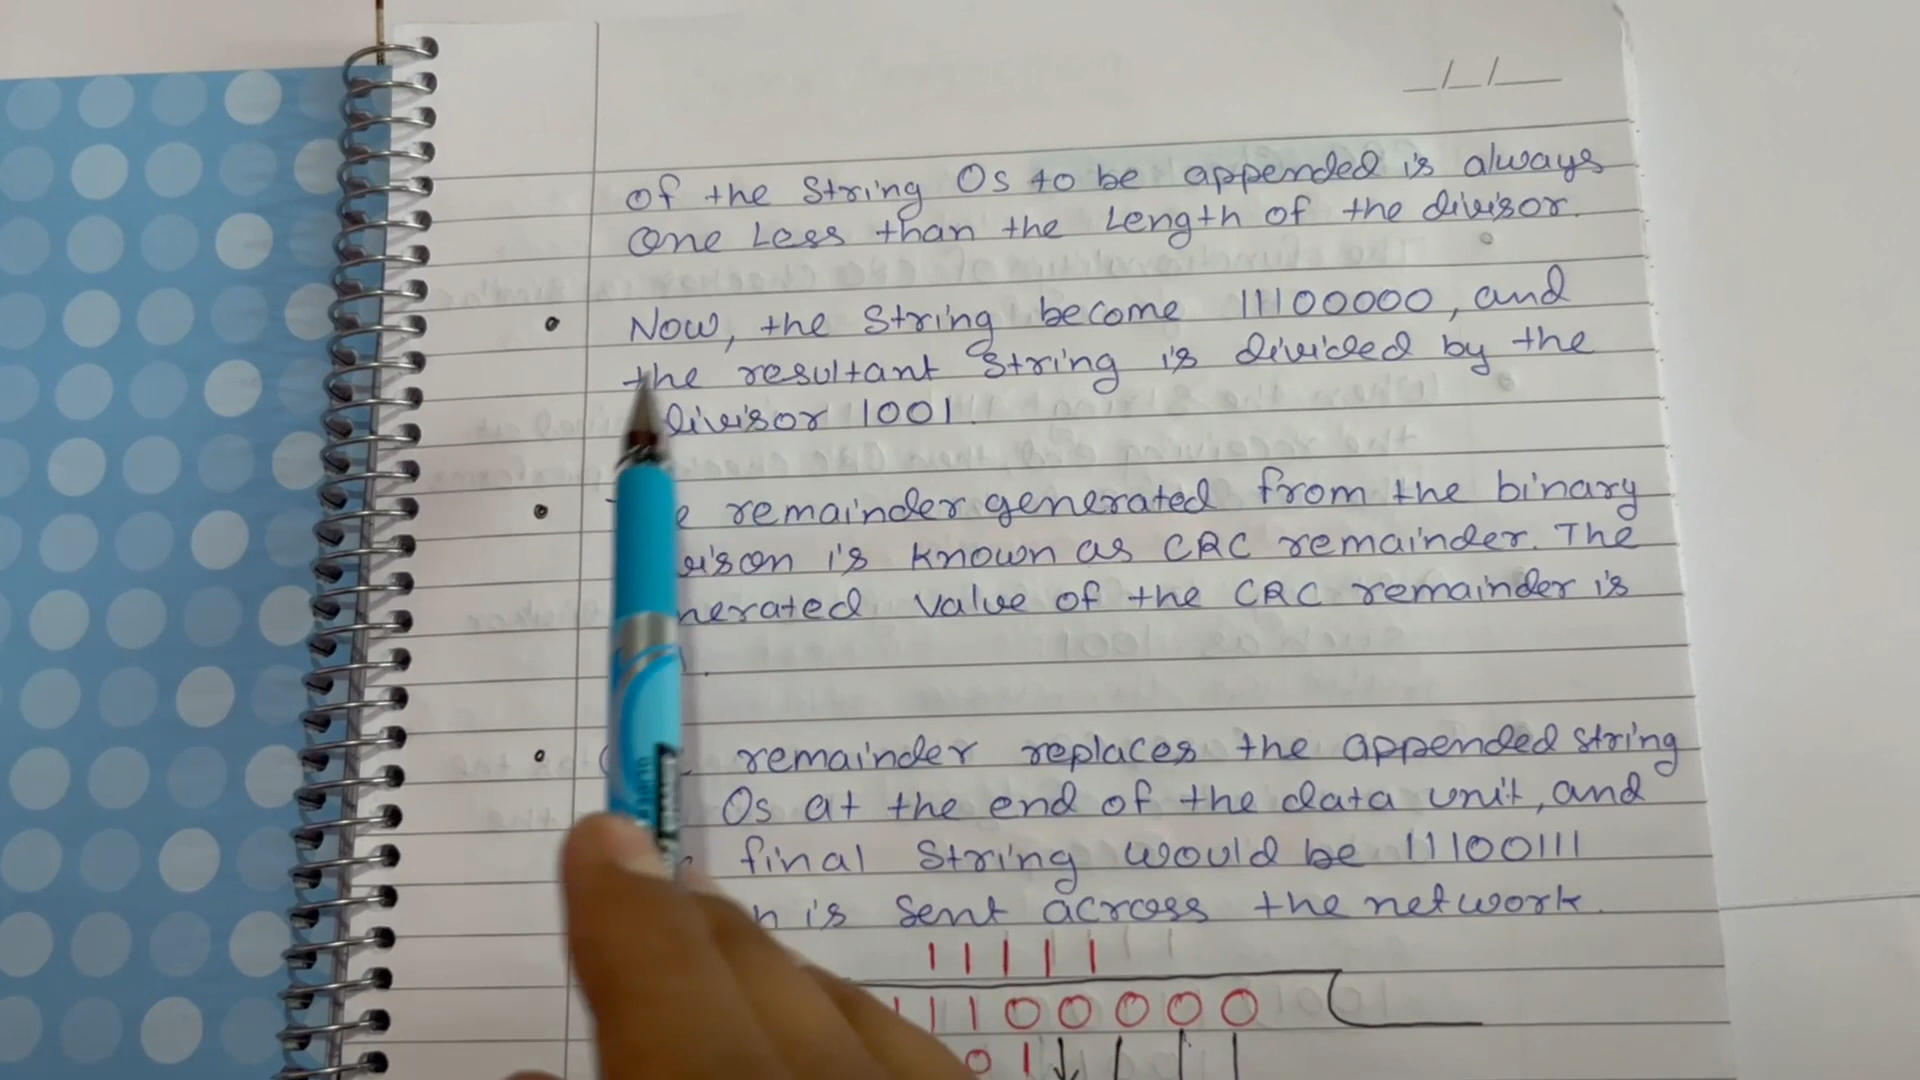 of the string 0s to be appended is always
one less than the length of the divisor.
Now, the string become 11100000, and
the resultant string is divided by the
divisor 1001.
remainder generated from the binary
is known as CRC remainder. The
value of the CRC remainder is
remainder replaces the appended string
0s at the end of the data unit, and
final string would be 11100111
is sent across the network.
11111
11100000
01